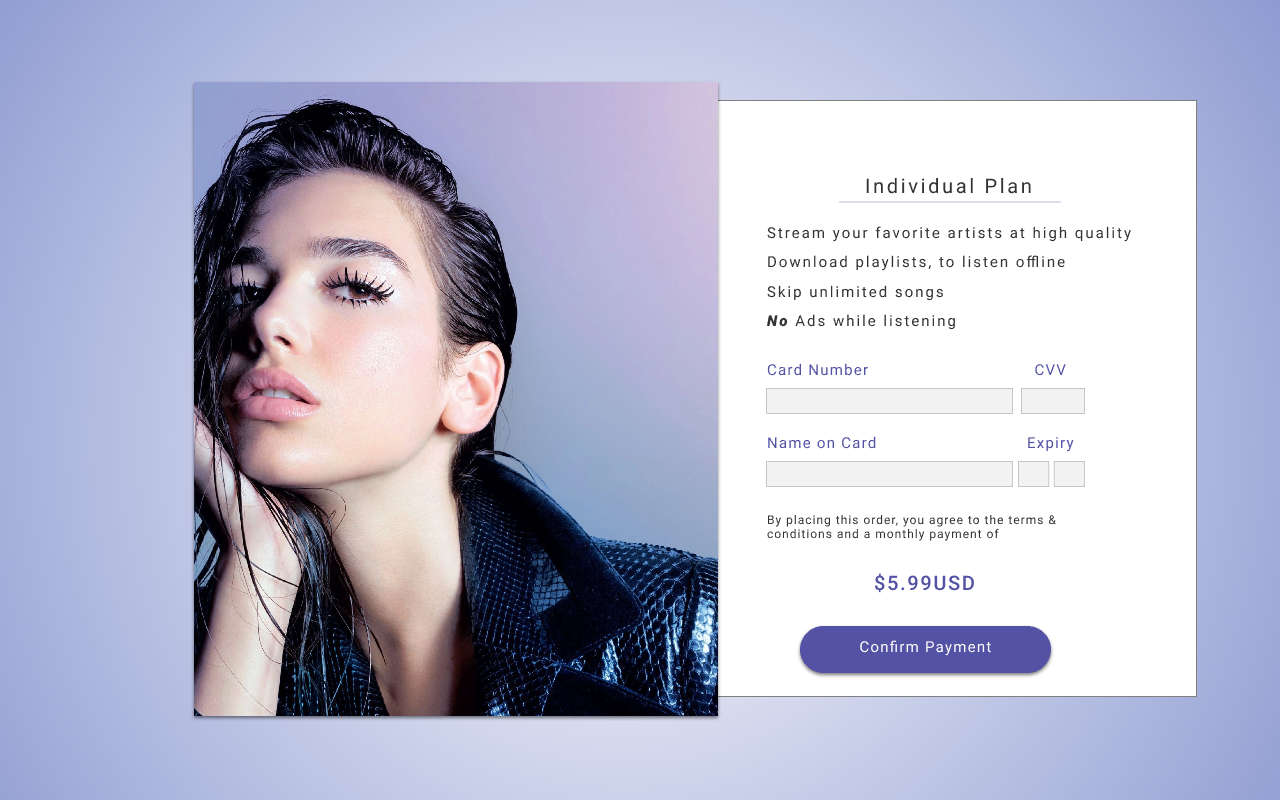 Individual Plan
Stream your favorite artists at high quality
Download playlists, to listen offline
Skip unlimited songs
No Ads while listening
Card Number CVV
Name on Card Expiry
By placing this order, you agree to the terms &
conditions and a monthly payment of
$5.99USD
Confirm Payment